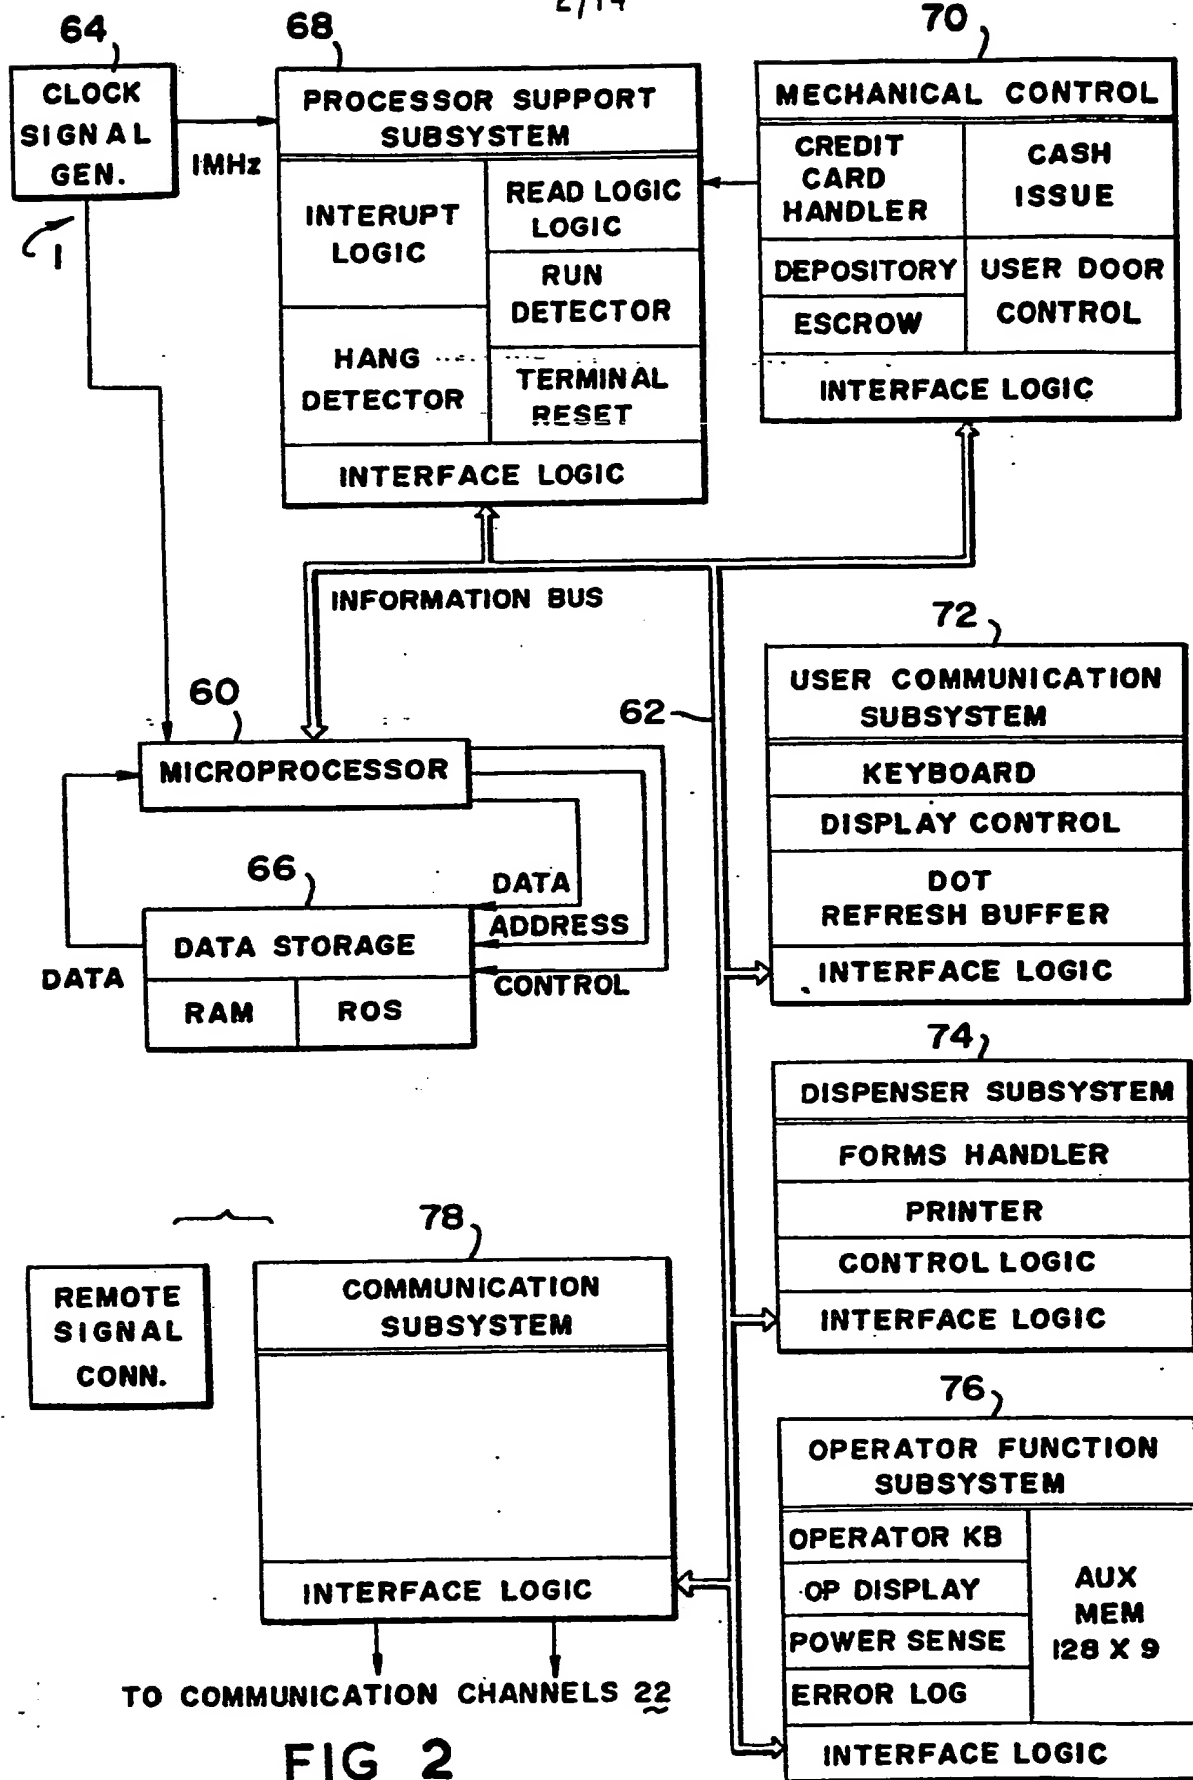 2/14
64
CLOCK
SIGNAL
GEN.
1MHz
1
68
PROCESSOR SUPPORT
SUBSYSTEM
INTERUPT
LOGIC
READ LOGIC
LOGIC
RUN
DETECTOR
HANG
DETECTOR
TERMINAL
RESET
INTERFACE LOGIC
70
MECHANICAL CONTROL
CREDIT
CARD
HANDLER
CASH
ISSUE
DEPOSITORY
ESCROW
USER DOOR
CONTROL
INTERFACE LOGIC
INFORMATION BUS
62
60
MICROPROCESSOR
66
DATA STORAGE
RAM
ROS
DATA
DATA
ADDRESS
CONTROL
72
USER COMMUNICATION
SUBSYSTEM
KEYBOARD
DISPLAY CONTROL
DOT
REFRESH BUFFER
INTERFACE LOGIC
74
DISPENSER SUBSYSTEM
FORMS HANDLER
PRINTER
CONTROL LOGIC
INTERFACE LOGIC
REMOTE
SIGNAL
CONN.
78
COMMUNICATION
SUBSYSTEM
INTERFACE LOGIC
TO COMMUNICATION CHANNELS 22
76
OPERATOR FUNCTION
SUBSYSTEM
OPERATOR KB
OP DISPLAY
POWER SENSE
ERROR LOG
AUX
MEM
128 X 9
INTERFACE LOGIC
FIG 2